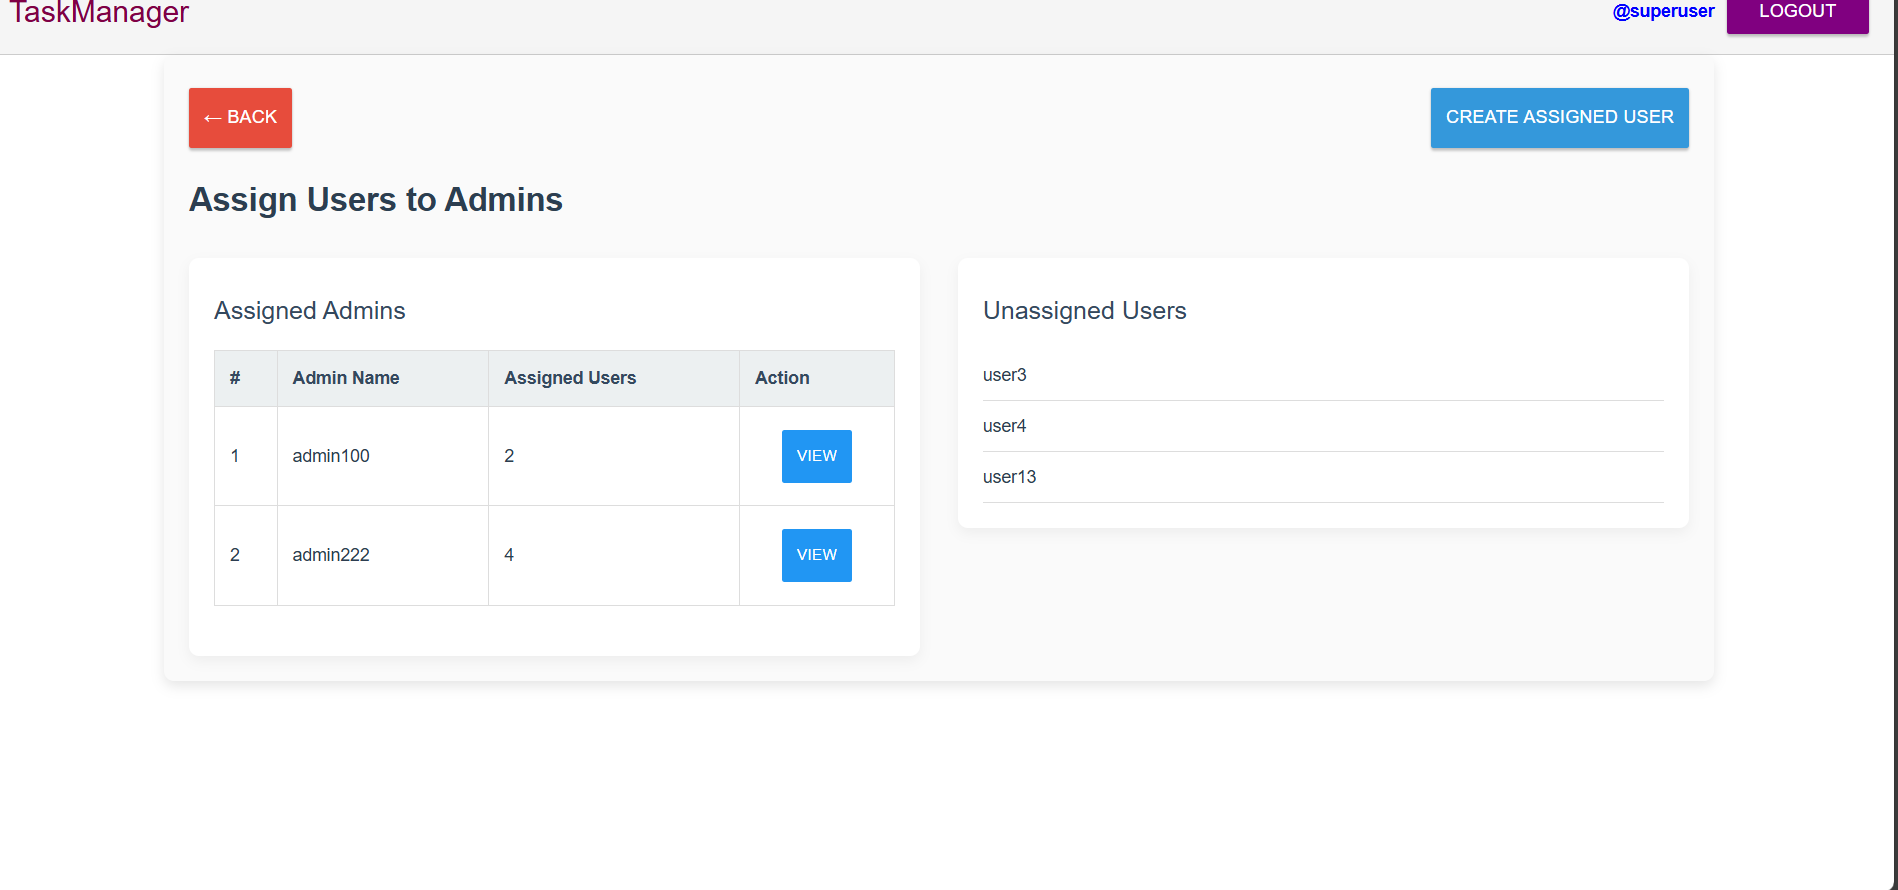 TaskManager
@superuser
LOGOUT
← BACK
CREATE ASSIGNED USER
Assign Users to Admins
Assigned Admins
# Admin Name Assigned Users Action
1 admin100 2 VIEW
2 admin222 4 VIEW
Unassigned Users
user3
user4
user13